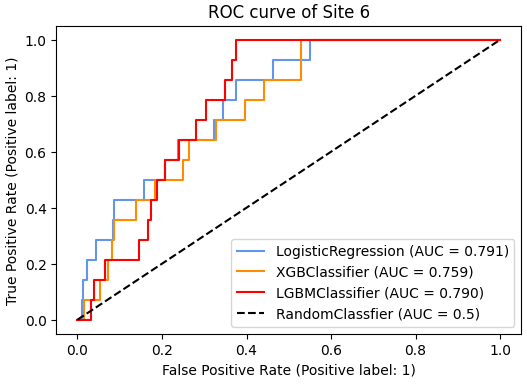 ROC curve of Site 6
True Positive Rate (Positive label: 1)
1.0
0.8
0.6
0.4
0.2
0.0
LogisticRegression (AUC = 0.791)
XGBClassifier (AUC = 0.759)
LGBMClassifier (AUC = 0.790)
RandomClassfier (AUC = 0.5)
0.0 0.2 0.4 0.6 0.8 1.0
False Positive Rate (Positive label: 1)